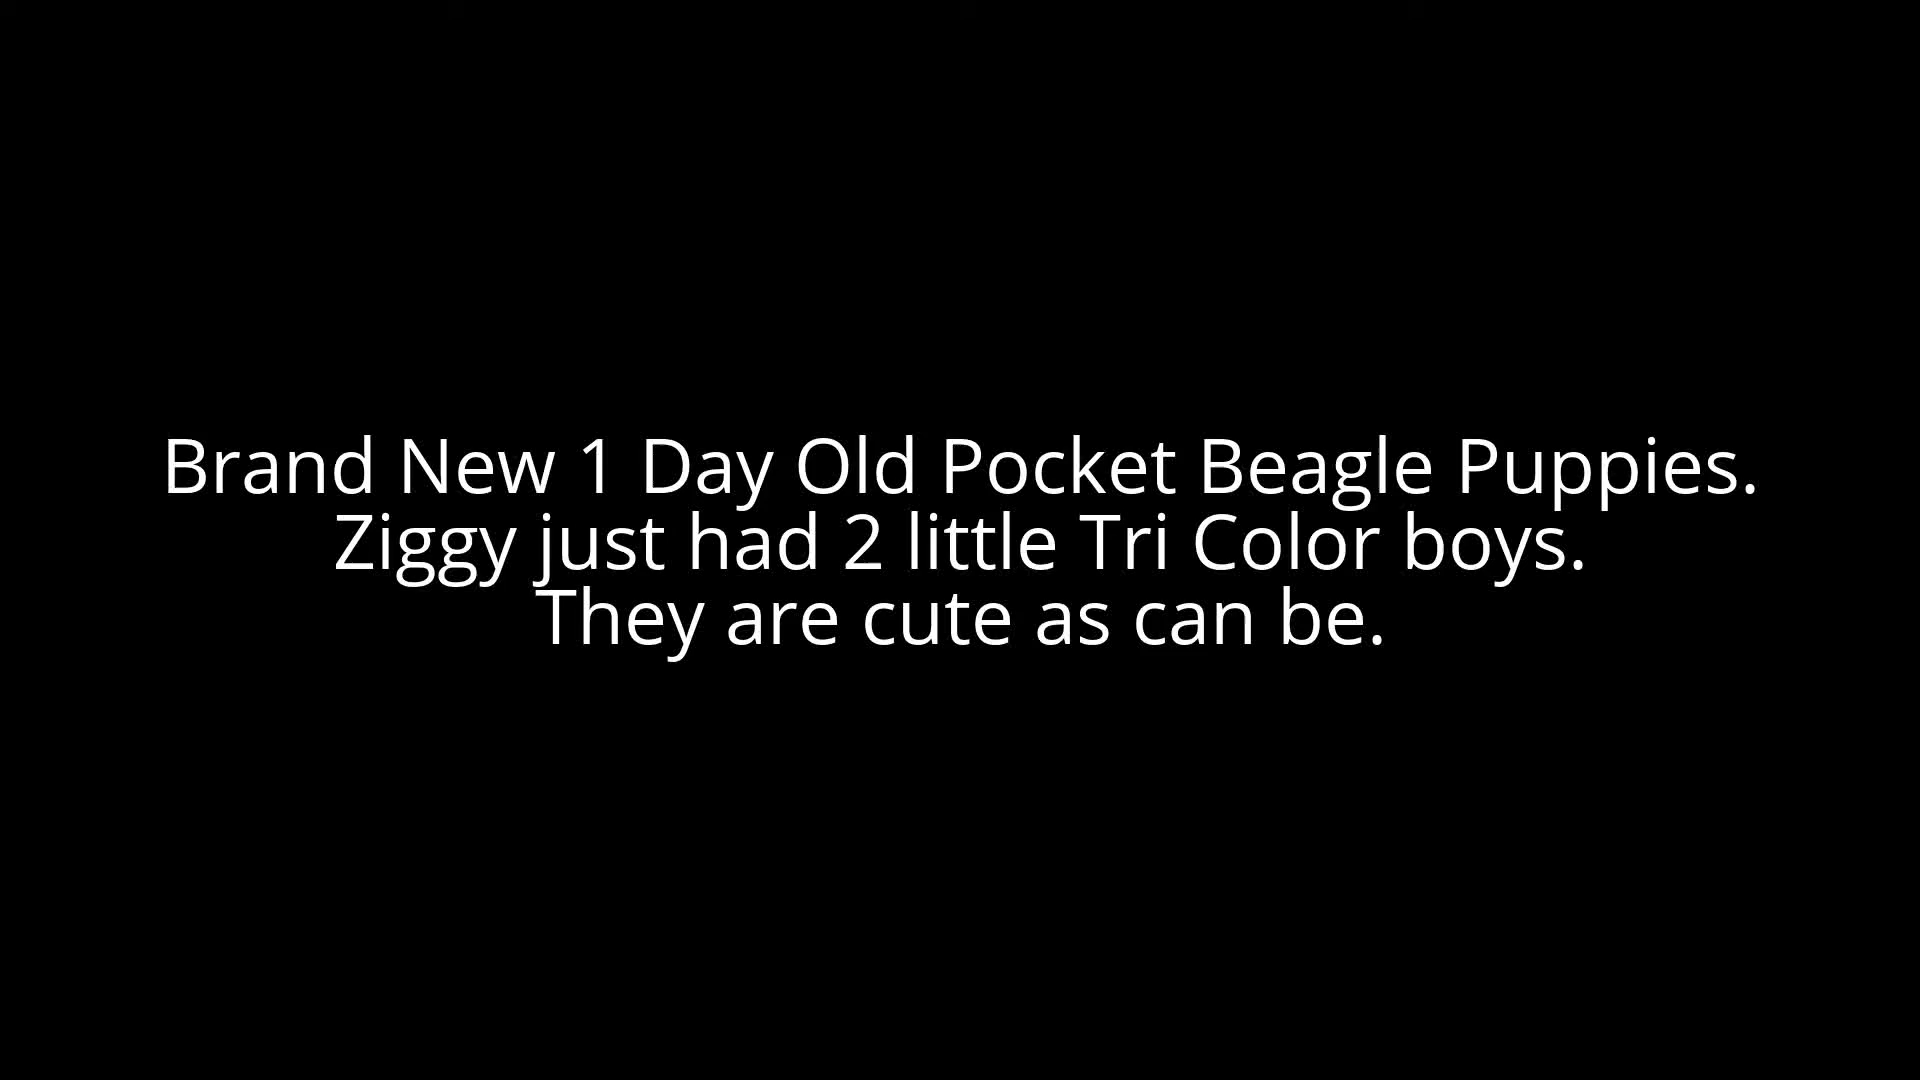 Brand New 1 Day Old Pocket Beagle Puppies.
Ziggy just had 2 little Tri Color boys.
They are cute as can be.